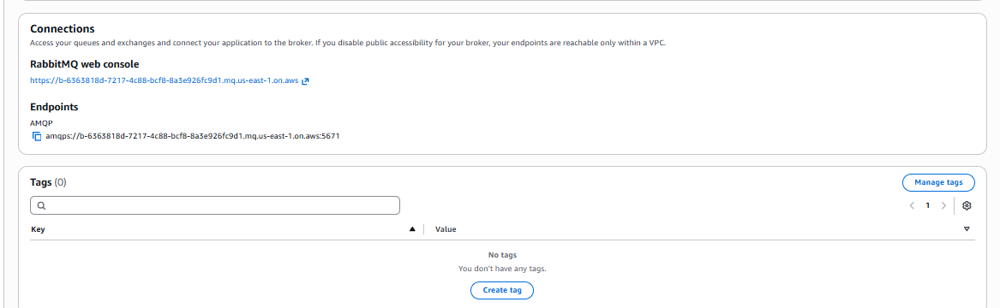 Connections
Access your queues and exchanges and connect your application to the broker. If you disable public accessibility for your broker, your endpoints are reachable only within a VPC.
RabbitMQ web console
https://b-6363818d-7217-4c88-bcf8-8a3e926fc9d1.mq.us-east-1.on.aws
Endpoints
AMQP
amqps://b-6363818d-7217-4c88-bcf8-8a3e926fc9d1.mq.us-east-1.on.aws:5671
Tags (0)
Manage tags
1
Key Value
No tags
You don't have any tags.
Create tag